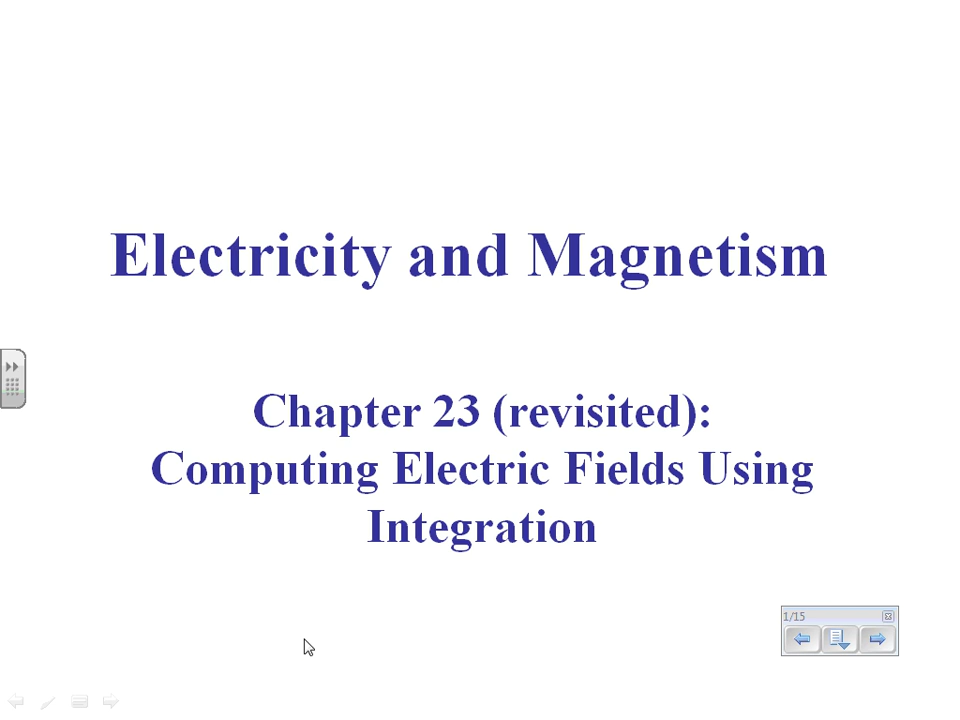 Electricity and Magnetism
Chapter 23 (revisited):
Computing Electric Fields Using
Integration
1/15